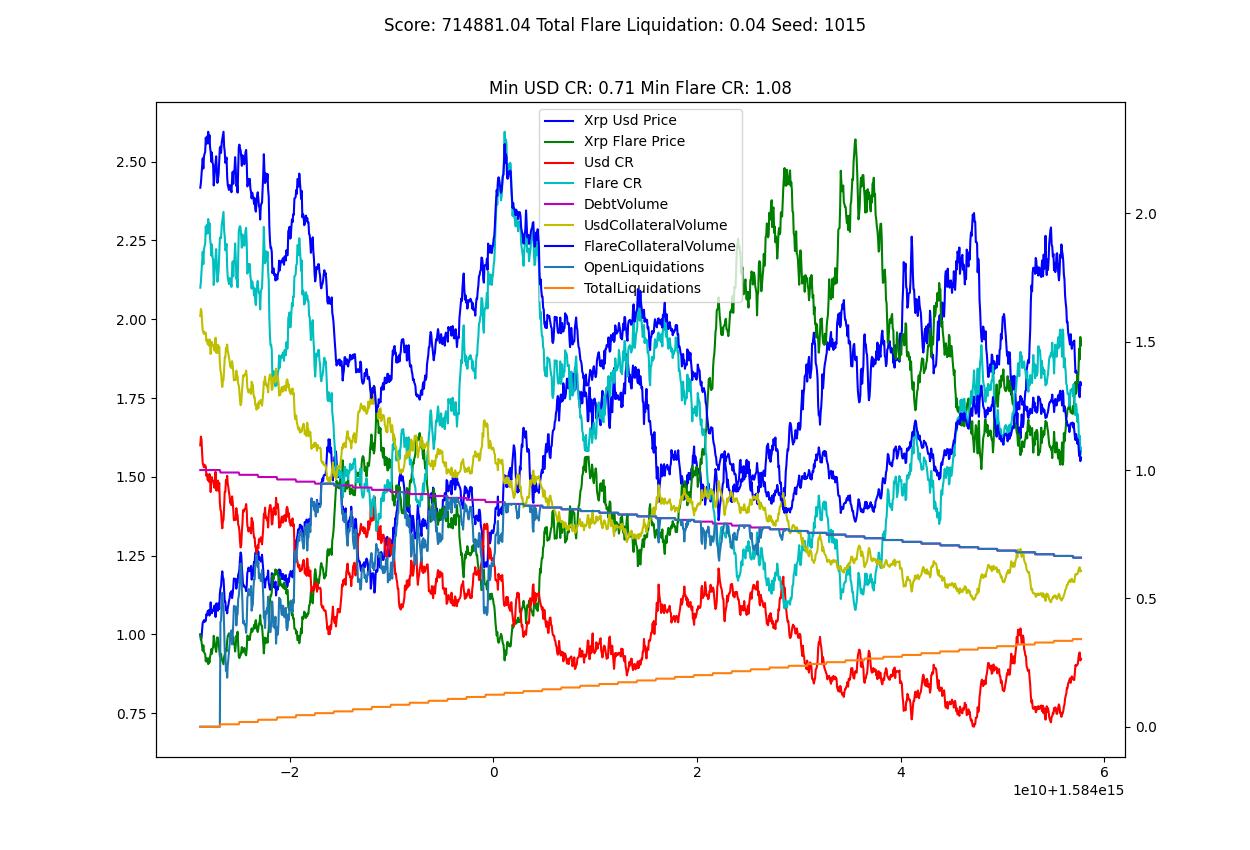 Score: 714881.04 Total Flare Liquidation: 0.04 Seed: 1015
Min USD CR: 0.71 Min Flare CR: 1.08
Xrp Usd Price
Xrp Flare Price
Usd CR
Flare CR
DebtVolume
UsdCollateralVolume
FlareCollateralVolume
OpenLiquidations
TotalLiquidations
2.50
2.25
2.00
1.75
1.50
1.25
1.00
0.75
2.0
1.5
1.0
0.5
0.0
−2 0 2 4 6
1e10+1.584e15